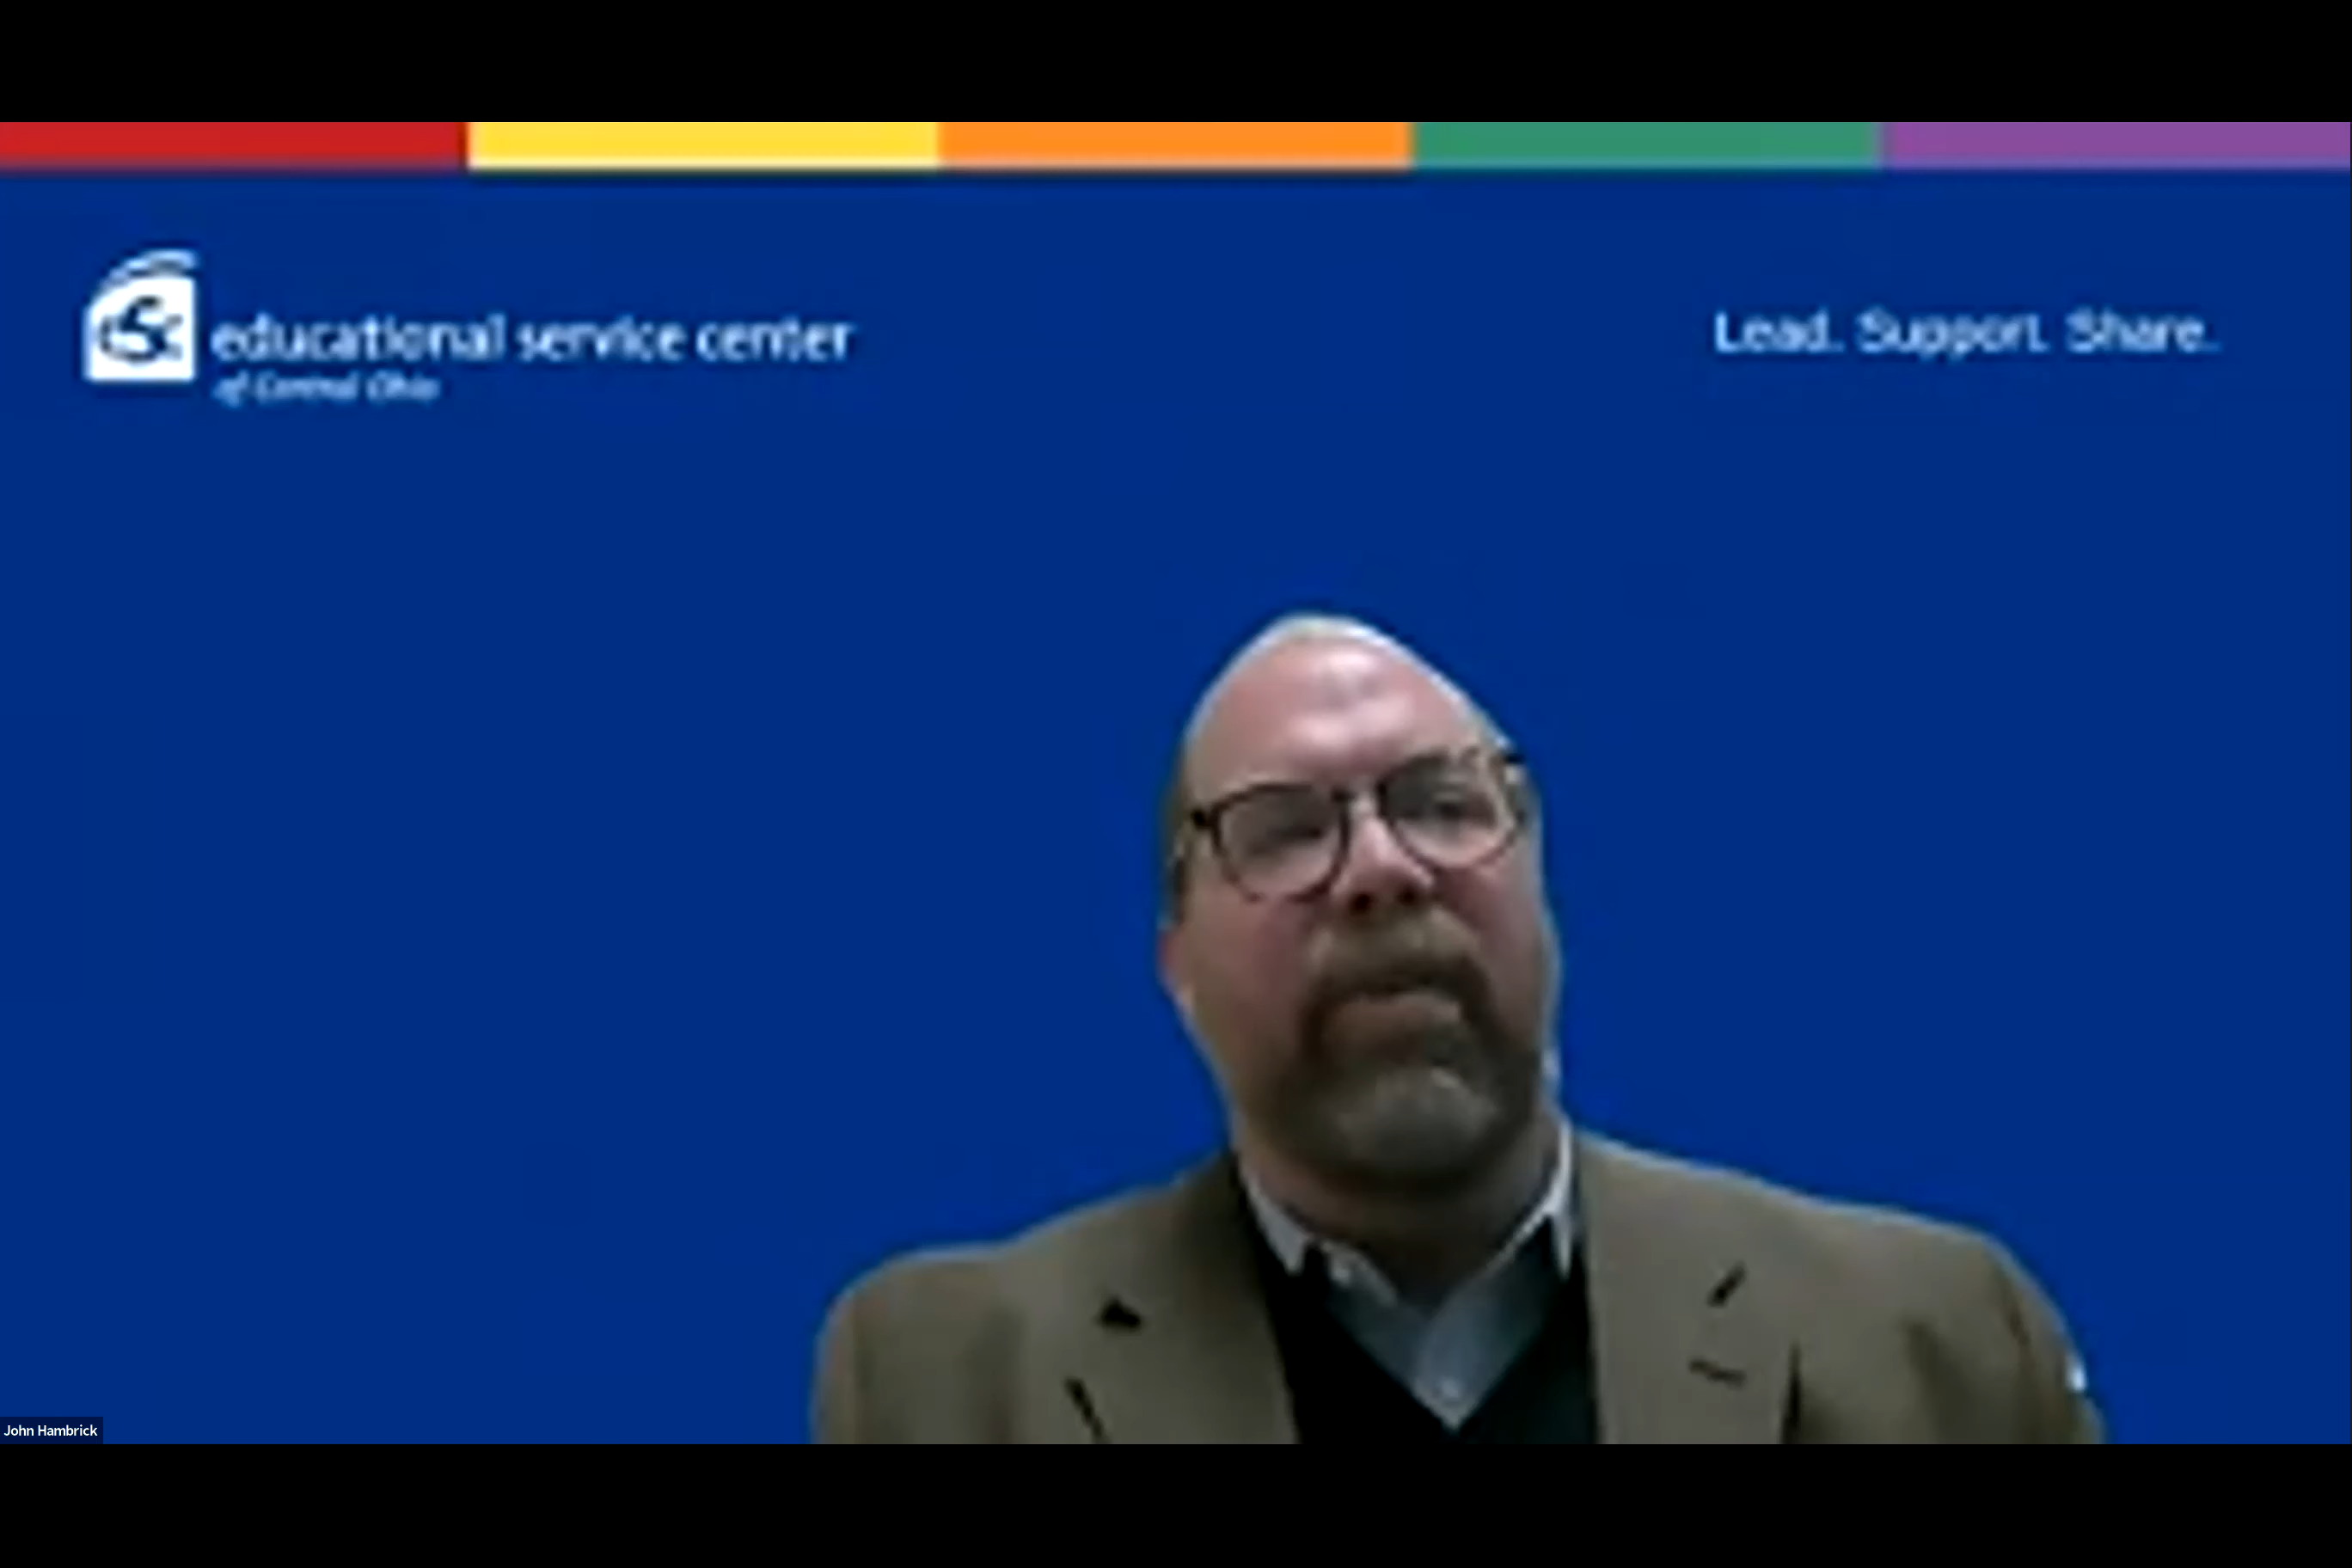 esc
educational service center
of Central Ohio
Lead. Support. Share.
John Hambrick